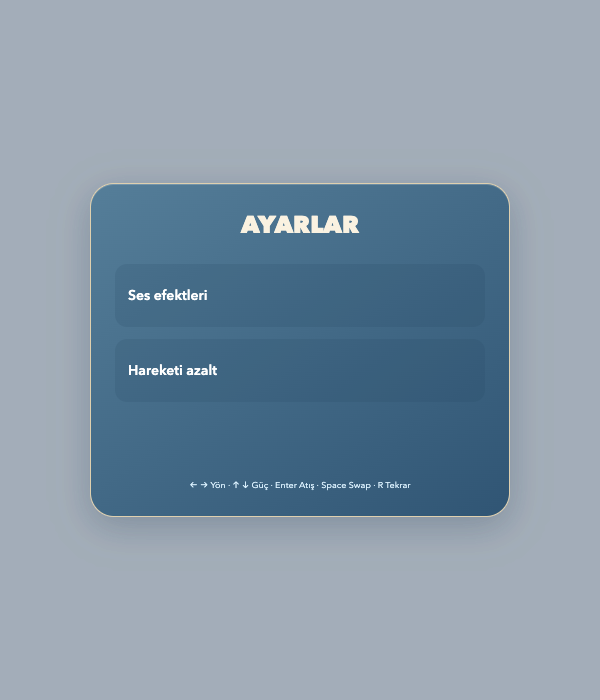 AYARLAR
Ses efektleri
Hareketi azalt
← → Yön · ↑ ↓ Güç · Enter Atış · Space Swap · R Tekrar